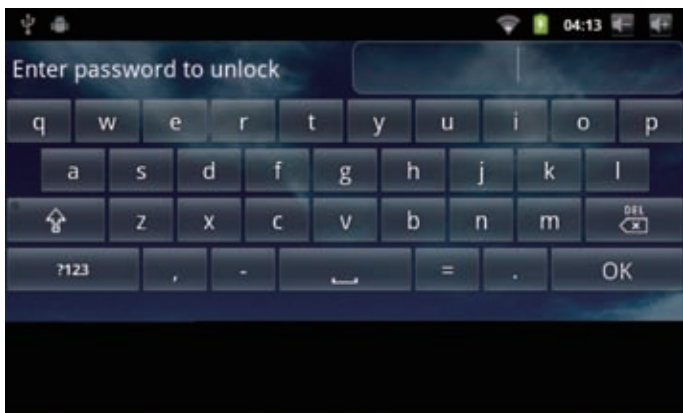 04:13
Enter password to unlock
q w e r t y u i o p
a s d f g h j k l
z x c v b n m DEL
?123 , - = . OK